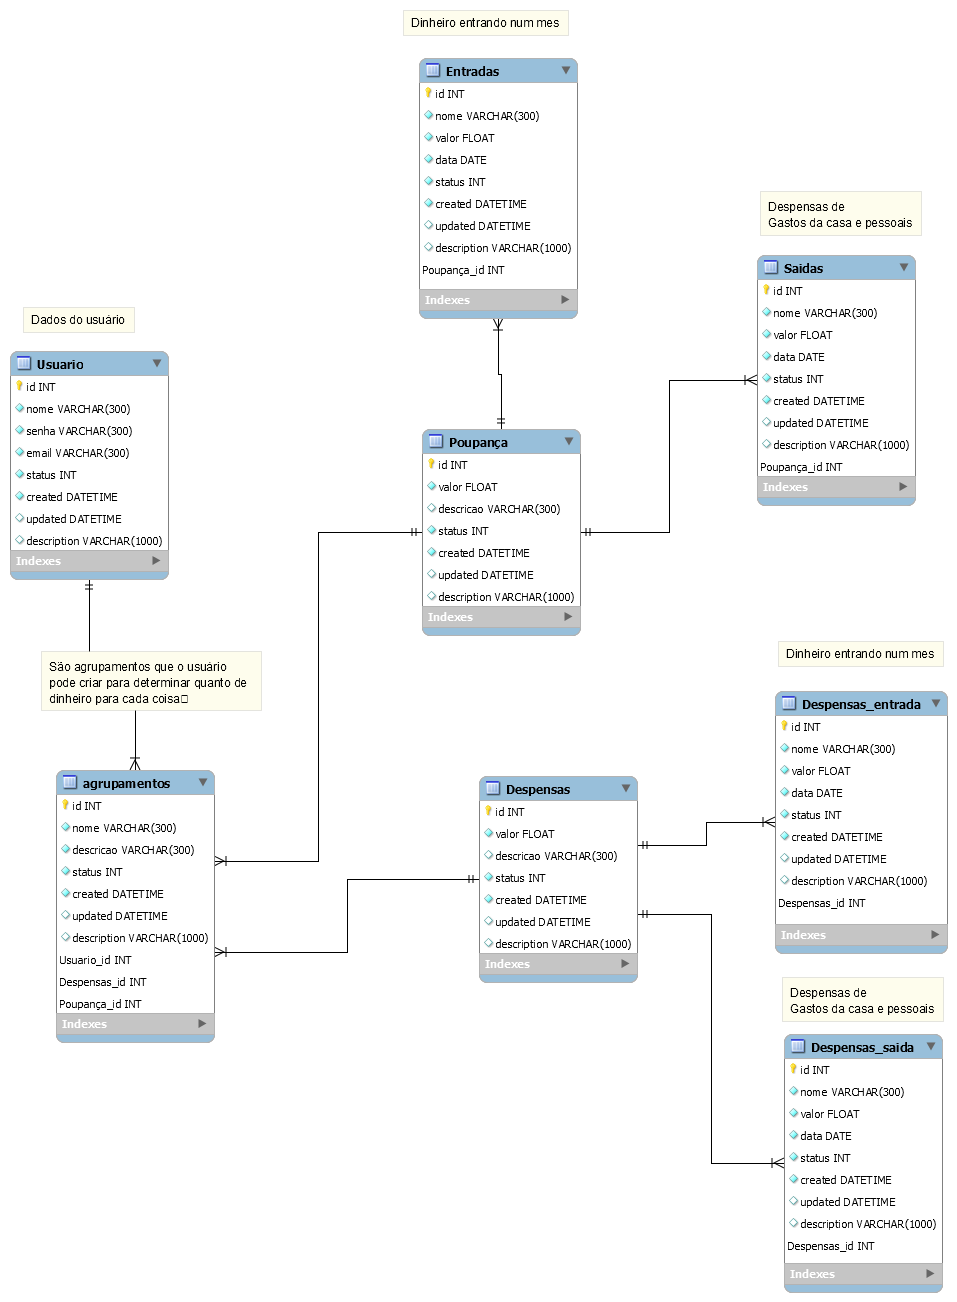 Dinheiro entrando num mes
Entradas
id INT
nome VARCHAR(300)
valor FLOAT
data DATE
status INT
created DATETIME
updated DATETIME
description VARCHAR(1000)
Poupança_id INT
Indexes
Despensas de
Gastos da casa e pessoais
Saidas
id INT
nome VARCHAR(300)
valor FLOAT
data DATE
status INT
created DATETIME
updated DATETIME
description VARCHAR(1000)
Poupança_id INT
Indexes
Dados do usuário
Usuario
id INT
nome VARCHAR(300)
senha VARCHAR(300)
email VARCHAR(300)
status INT
created DATETIME
updated DATETIME
description VARCHAR(1000)
Indexes
Poupança
id INT
valor FLOAT
descricao VARCHAR(300)
status INT
created DATETIME
updated DATETIME
description VARCHAR(1000)
Indexes
São agrupamentos que o usuário
pode criar para determinar quanto de
dinheiro para cada coisa
agrupamentos
id INT
nome VARCHAR(300)
descricao VARCHAR(300)
status INT
created DATETIME
updated DATETIME
description VARCHAR(1000)
Usuario_id INT
Despensas_id INT
Poupança_id INT
Indexes
Despensas
id INT
valor FLOAT
descricao VARCHAR(300)
status INT
created DATETIME
updated DATETIME
description VARCHAR(1000)
Indexes
Dinheiro entrando num mes
Despensas_entrada
id INT
nome VARCHAR(300)
valor FLOAT
data DATE
status INT
created DATETIME
updated DATETIME
description VARCHAR(1000)
Despensas_id INT
Indexes
Despensas de
Gastos da casa e pessoais
Despensas_saida
id INT
nome VARCHAR(300)
valor FLOAT
data DATE
status INT
created DATETIME
updated DATETIME
description VARCHAR(1000)
Despensas_id INT
Indexes